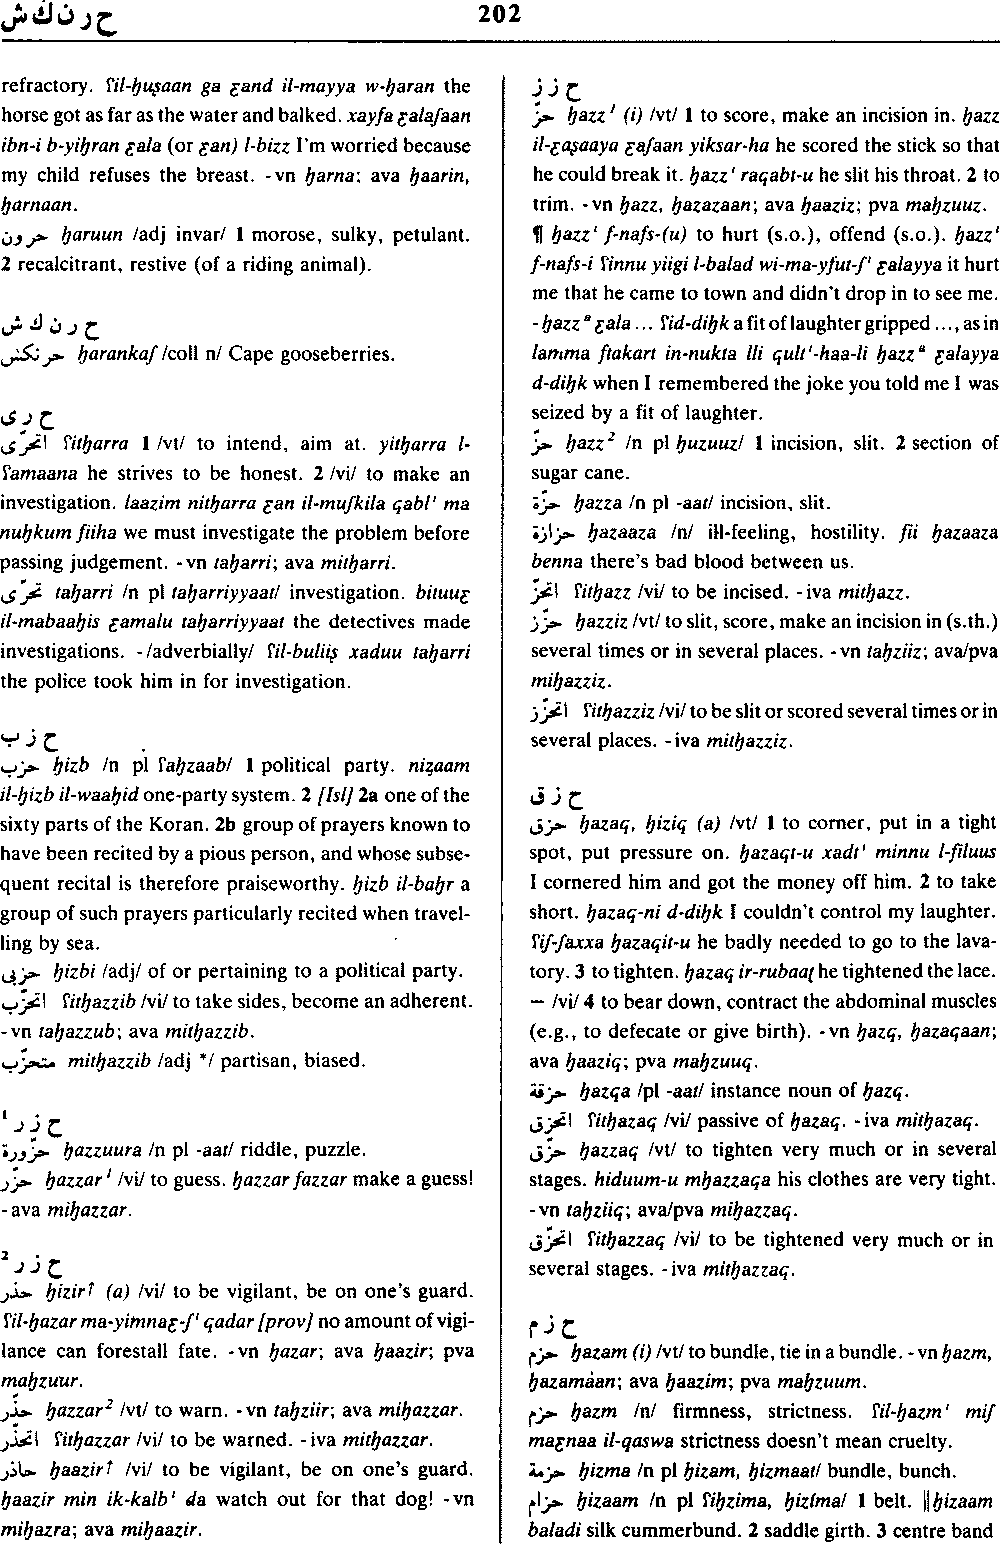 ح ر ن ك ش 202
refractory. ʕil-ḥuṣaan ga ʕand il-mayya w-ḥaran the
horse got as far as the water and balked. xayfa ʕalaʃaan
ibn-i b-yiḥran ʕala (or ʕan) l-bizz I'm worried because
my child refuses the breast. -vn ḥarna; ava ḥaarin,
ḥarnaan.
حرون ḥaruun /adj invar/ 1 morose, sulky, petulant.
2 recalcitrant, restive (of a riding animal).
ح ر ن ك ش
حرنكش ḥarankaʃ /coll n/ Cape gooseberries.
ح ر ى
اتحرّى ʕitḥarra 1 /vt/ to intend, aim at. yitḥarra l-
ʕamaana he strives to be honest. 2 /vi/ to make an
investigation. laazim nitḥarra ʕan il-muʃkila qabl' ma
nuḥkum fiiha we must investigate the problem before
passing judgement. -vn taḥarri; ava mitḥarri.
تحرّى taḥarri /n pl taḥarriyyaat/ investigation. bituuʕ
il-mabaaḥis ʕamalu taḥarriyyaat the detectives made
investigations. -/adverbially/ ʕil-buliiṣ xaduu taḥarri
the police took him in for investigation.
ح ز ب
حزب ḥizb /n pl ʕaḥzaab/ 1 political party. niẓaam
il-ḥizb il-waaḥid one-party system. 2 [Isl] 2a one of the
sixty parts of the Koran. 2b group of prayers known to
have been recited by a pious person, and whose subse-
quent recital is therefore praiseworthy. ḥizb il-baḥr a
group of such prayers particularly recited when travel-
ling by sea.
حزبى ḥizbi /adj/ of or pertaining to a political party.
اتحزّب ʕitḥazzib /vi/ to take sides, become an adherent.
-vn taḥazzub; ava mitḥazzib.
متحزّب mitḥazzib /adj */ partisan, biased.
ح ز ر ¹
حزّورة ḥazzuura /n pl -aat/ riddle, puzzle.
حزّر ḥazzar¹ /vi/ to guess. ḥazzar fazzar make a guess!
-ava miḥazzar.
ح ذ ر ²
حذر ḥizir↑ (a) /vi/ to be vigilant, be on one's guard.
ʕil-ḥazar ma-yimnaʕ-ʃ' qadar [prov] no amount of vigi-
lance can forestall fate. -vn ḥazar; ava ḥaazir; pva
maḥzuur.
حذّر ḥazzar² /vt/ to warn. -vn taḥziir; ava miḥazzar.
اتحذّر ʕitḥazzar /vi/ to be warned. -iva mitḥazzar.
حاذر ḥaazir↑ /vi/ to be vigilant, be on one's guard.
ḥaazir min ik-kalb' da watch out for that dog! -vn
miḥazra; ava miḥaazir.
ح ز ز
حزّ ḥazz¹ (i) /vt/ 1 to score, make an incision in. ḥazz
il-ʕaṣaaya ʕaʃaan yiksar-ha he scored the stick so that
he could break it. ḥazz' raqabt-u he slit his throat. 2 to
trim. -vn ḥazz, ḥazazaan; ava ḥaaziz; pva maḥzuuz.
¶ ḥazz' f-nafs-(u) to hurt (s.o.), offend (s.o.). ḥazz'
f-nafs-i ʕinnu yiigi l-balad wi-ma-yfut-ʃ' ʕalayya it hurt
me that he came to town and didn't drop in to see me.
-ḥazzᵃ ʕala ... ʕid-diḥk a fit of laughter gripped ..., as in
lamma ftakart in-nukta lli qult'-haa-li ḥazzᵃ ʕalayya
d-diḥk when I remembered the joke you told me I was
seized by a fit of laughter.
حزّ ḥazz² /n pl ḥuzuuz/ 1 incision, slit. 2 section of
sugar cane.
حزّة ḥazza /n pl -aat/ incision, slit.
حزازة ḥazaaza /n/ ill-feeling, hostility. fii ḥazaaza
benna there's bad blood between us.
اتحزّ ʕitḥazz /vi/ to be incised. -iva mitḥazz.
حزّز ḥazziz /vt/ to slit, score, make an incision in (s.th.)
several times or in several places. -vn taḥziiz; ava/pva
miḥazziz.
اتحزّز ʕitḥazziz /vi/ to be slit or scored several times or in
several places. -iva mitḥazziz.
ح ز ق
حزق ḥazaq, ḥiziq (a) /vt/ 1 to corner, put in a tight
spot, put pressure on. ḥazaqt-u xadt' minnu l-filuus
I cornered him and got the money off him. 2 to take
short. ḥazaq-ni d-diḥk I couldn't control my laughter.
ʕiʃ-ʃaxxa ḥazaqit-u he badly needed to go to the lava-
tory. 3 to tighten. ḥazaq ir-rubaaṭ he tightened the lace.
— /vi/ 4 to bear down, contract the abdominal muscles
(e.g., to defecate or give birth). -vn ḥazq, ḥazaqaan;
ava ḥaaziq; pva maḥzuuq.
حزقة ḥazqa /pl -aat/ instance noun of ḥazq.
اتحزق ʕitḥazaq /vi/ passive of ḥazaq. -iva mitḥazaq.
حزّق ḥazzaq /vt/ to tighten very much or in several
stages. hiduum-u mḥazzaqa his clothes are very tight.
-vn taḥziiq; ava/pva miḥazzaq.
اتحزّق ʕitḥazzaq /vi/ to be tightened very much or in
several stages. -iva mitḥazzaq.
ح ز م
حزم ḥazam (i) /vt/ to bundle, tie in a bundle. -vn ḥazm,
ḥazamáan; ava ḥaazim; pva maḥzuum.
حزم ḥazm /n/ firmness, strictness. ʕil-ḥazm' miʃ
maʕnaa il-qaswa strictness doesn't mean cruelty.
حزمة ḥizma /n pl ḥizam, ḥizmaat/ bundle, bunch.
حزام ḥizaam /n pl ʕiḥzima, ḥizíma/ 1 belt. ‖ḥizaam
baladi silk cummerbund. 2 saddle girth. 3 centre band